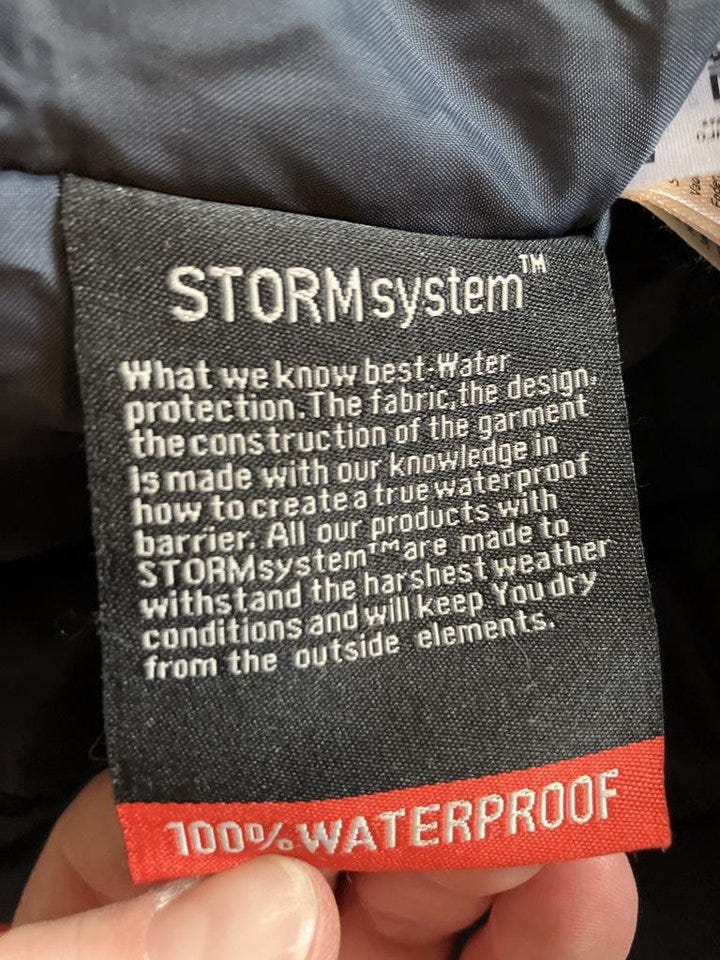 STORMsystem™
What we know best-Water
protection.The fabric,the design,
the construction of the garment
is made with our knowledge in
how to create a true waterproof
barrier. All our products with
STORMsystem™are made to
withstand the harshest weather
conditions and will keep You dry
from the outside elements.
100% WATERPROOF